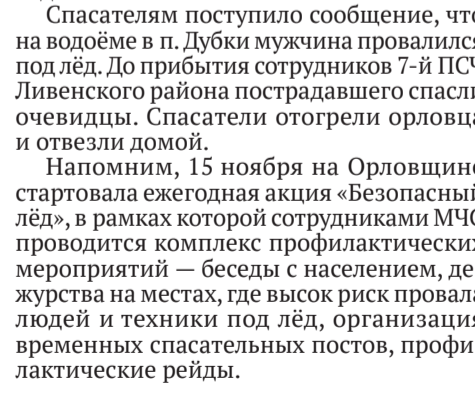 Спасателям поступило сообщение, что
на водоёме в п. Дубки мужчина провалился
под лёд. До прибытия сотрудников 7-й ПСЧ
Ливенского района пострадавшего спасли
очевидцы. Спасатели отогрели орловца
и отвезли домой.
Напомним, 15 ноября на Орловщине
стартовала ежегодная акция «Безопасный
лёд», в рамках которой сотрудниками МЧС
проводится комплекс профилактических
мероприятий — беседы с населением, де-
журства на местах, где высок риск провала
людей и техники под лёд, организация
временных спасательных постов, профи-
лактические рейды.